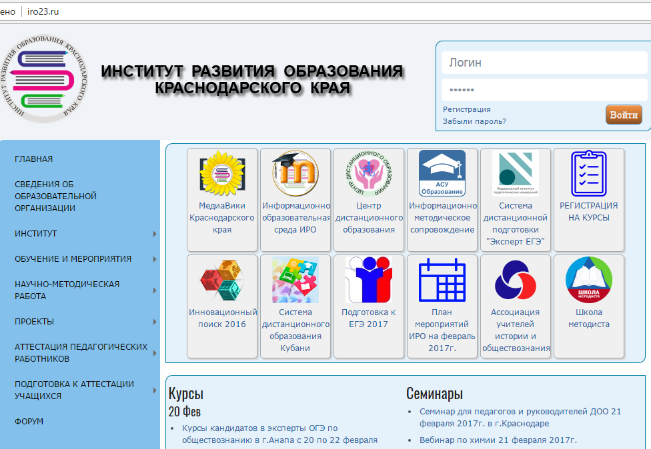 ено
iro23.ru
ИНСТИТУТ РАЗВИТИЯ ОБРАЗОВАНИЯ КРАСНОДАРСКОГО КРАЯ
ИНСТИТУТ РАЗВИТИЯ ОБРАЗОВАНИЯ
КРАСНОДАРСКОГО КРАЯ
Логин
••••••
Регистрация
Забыли пароль?
Войти
ГЛАВНАЯ
СВЕДЕНИЯ ОБ
ОБРАЗОВАТЕЛЬНОЙ
ОРГАНИЗАЦИИ
ИНСТИТУТ
ОБУЧЕНИЕ И МЕРОПРИЯТИЯ
НАУЧНО-МЕТОДИЧЕСКАЯ
РАБОТА
ПРОЕКТЫ
АТТЕСТАЦИЯ ПЕДАГОГИЧЕСКИХ
РАБОТНИКОВ
ПОДГОТОВКА К АТТЕСТАЦИИ
УЧАЩИХСЯ
ФОРУМ
МедиаВики
Краснодарского
края
Информационно
образовательная
среда ИРО
ЦЕНТР ДИСТАНЦИОННОГО ОБРАЗОВАНИЯ
Центр
дистанционного
образования
АСУ
Образование
Информационно
методическое
сопровождение
Система
дистанционной
подготовки
"Эксперт ЕГЭ"
РЕГИСТРАЦИЯ
НА КУРСЫ
Инновационный
поиск 2016
Система
дистанционного
образования
Кубани
Подготовка к
ЕГЭ 2017
План
мероприятий
ИРО на февраль
2017г.
Ассоциация
учителей
истории и
обществознания
ШКОЛА
МЕТОДИСТА
Школа
методиста
Курсы
20 Фев
Курсы кандидатов в эксперты ОГЭ по
обществознанию в г.Анапа с 20 по 22 февраля
Семинары
Семинар для педагогов и руководителей ДОО 21
февраля 2017г. в г.Краснодаре
Вебинар по химии 21 февраля 2017г.